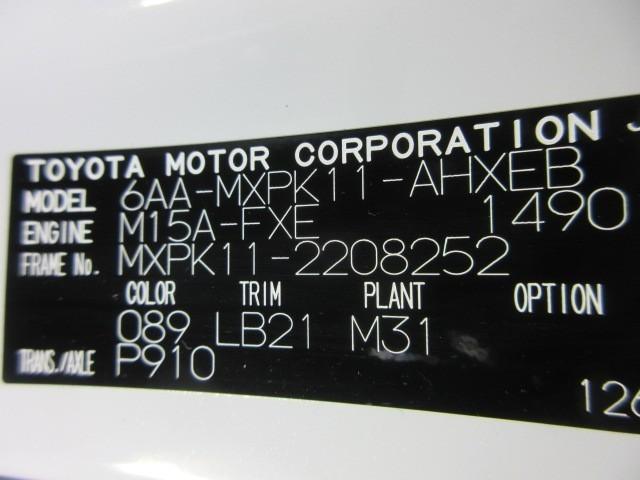 TOYOTA MOTOR CORPORATION J
MODEL 6AA-MXPK11-AHXEB
ENGINE M15A-FXE 1490
FRAME No. MXPK11-2208252
COLOR TRIM PLANT OPTION
089 LB21 M31
TRANS./AXLE P910
126